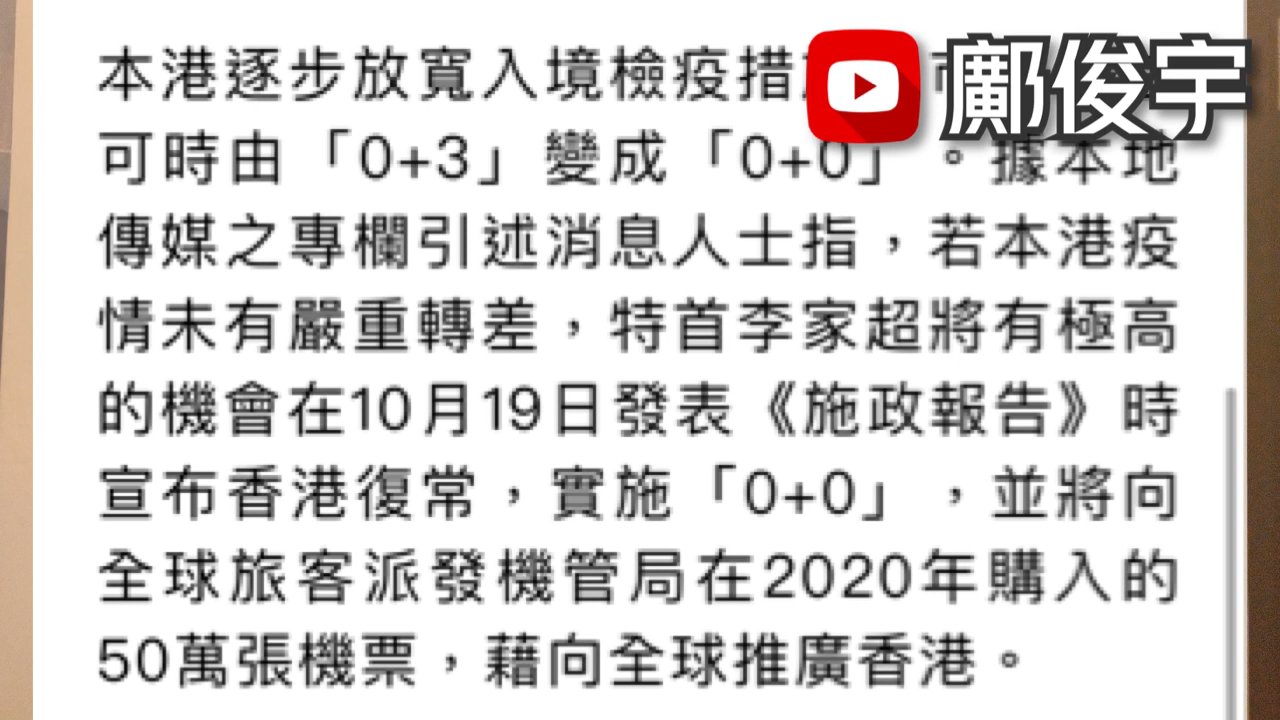 鄺俊宇
本港逐步放寬入境檢疫措
可時由「0+3」變成「0+0」。據本地
傳媒之專欄引述消息人士指,若本港疫
情未有嚴重轉差,特首李家超將有極高
的機會在10月19日發表《施政報告》時
宣布香港復常,實施「0+0」,並將向
全球旅客派發機管局在2020年購入的
50萬張機票,藉向全球推廣香港。